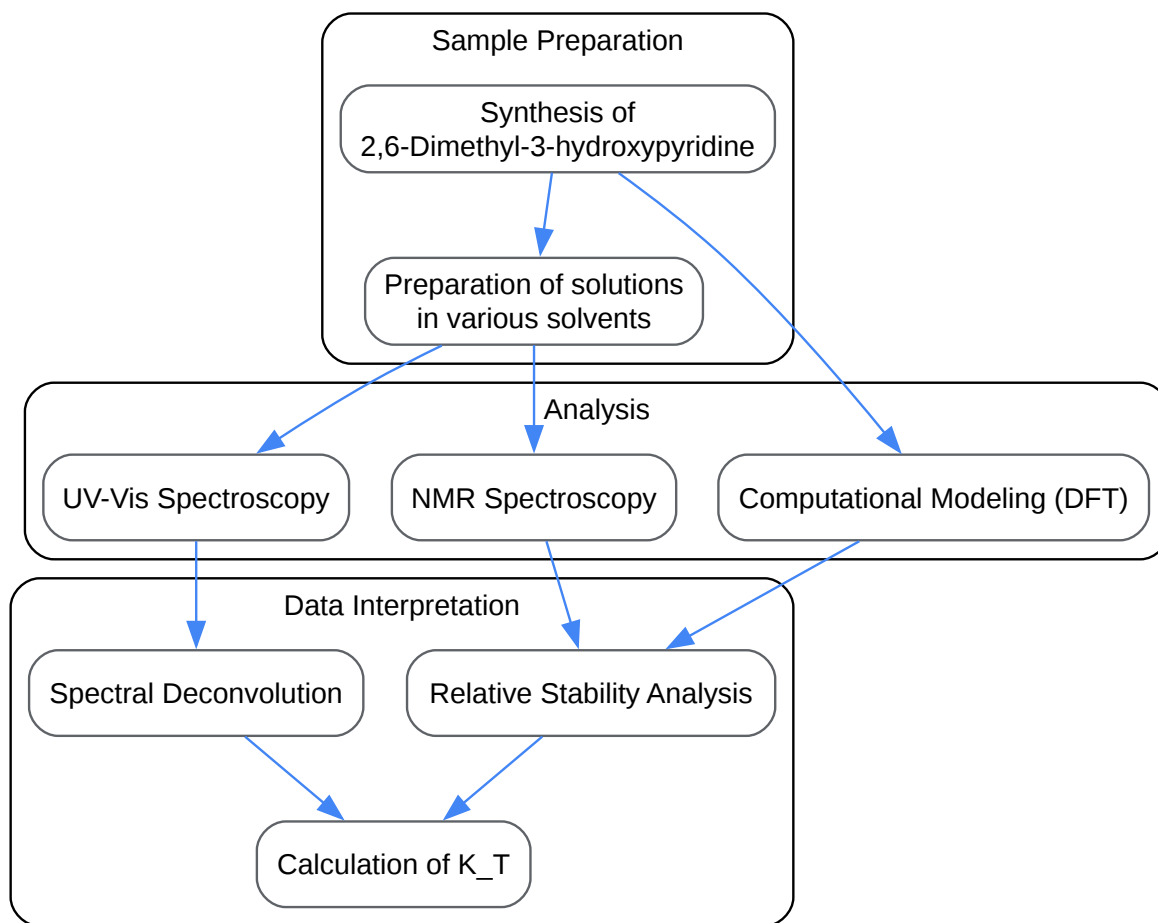 Sample Preparation
Synthesis of
2,6-Dimethyl-3-hydroxypyridine
Preparation of solutions
in various solvents
Analysis
UV-Vis Spectroscopy
NMR Spectroscopy
Computational Modeling (DFT)
Data Interpretation
Spectral Deconvolution
Relative Stability Analysis
Calculation of K_T